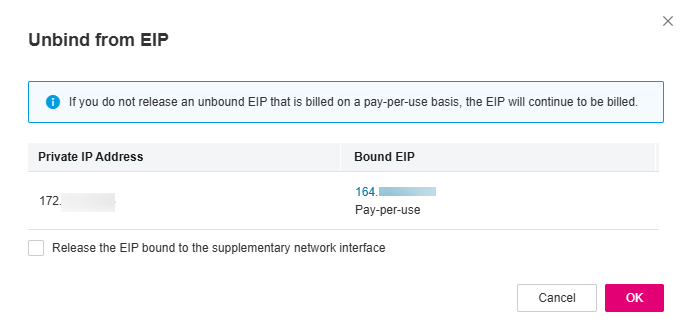 Unbind from EIP
If you do not release an unbound EIP that is billed on a pay-per-use basis, the EIP will continue to be billed.
Private IP Address Bound EIP
172. 164.
Pay-per-use
Release the EIP bound to the supplementary network interface
Cancel OK